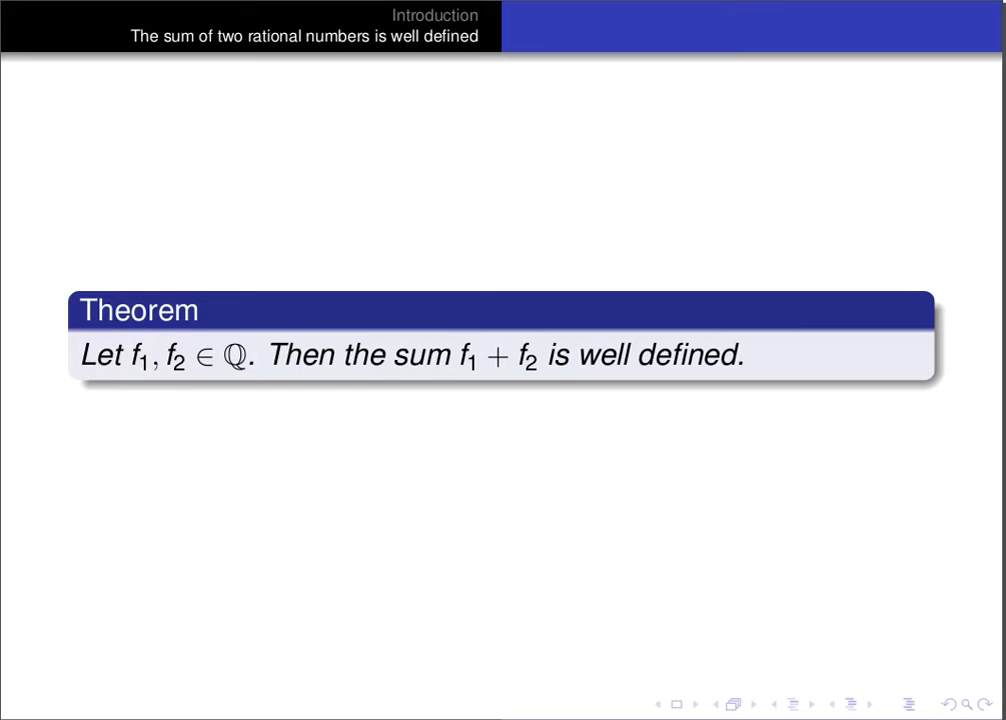 Introduction
The sum of two rational numbers is well defined
Theorem
Let f₁, f₂ ∈ ℚ. Then the sum f₁ + f₂ is well defined.